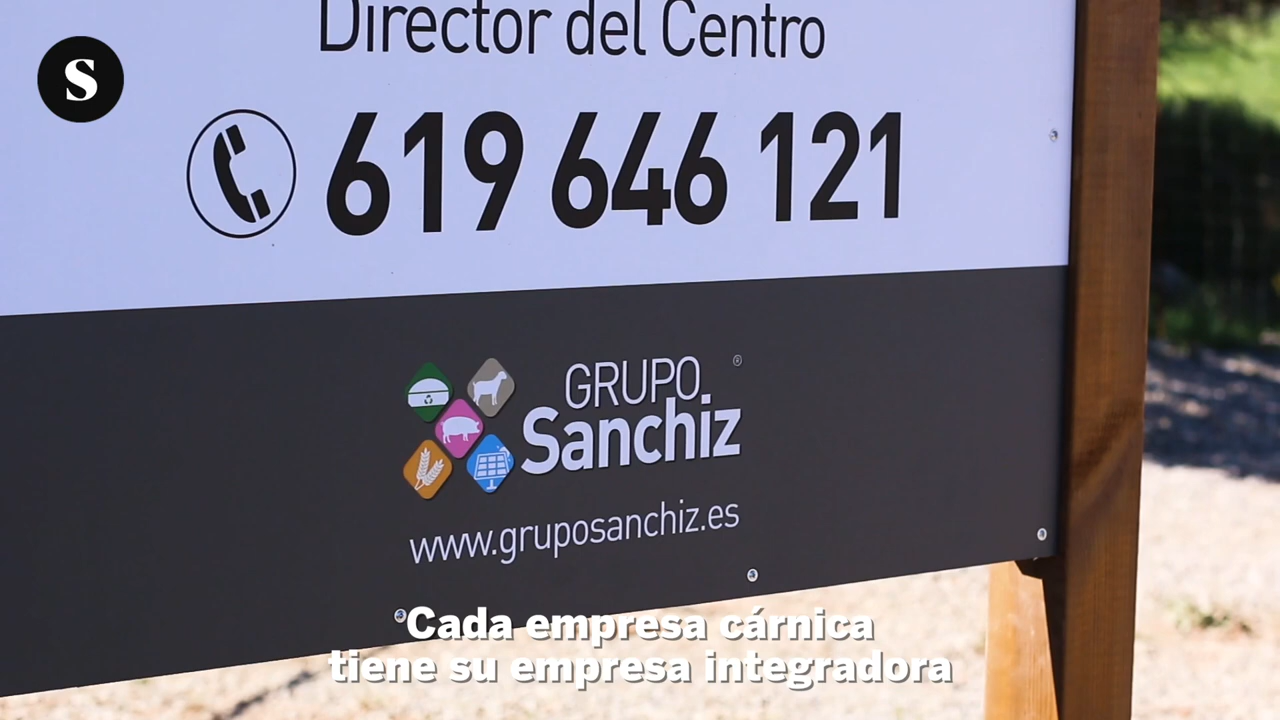 S
Director del Centro
619 646 121
GRUPO
Sanchiz
®
www.gruposanchiz.es
Cada empresa cárnica
tiene su empresa integradora